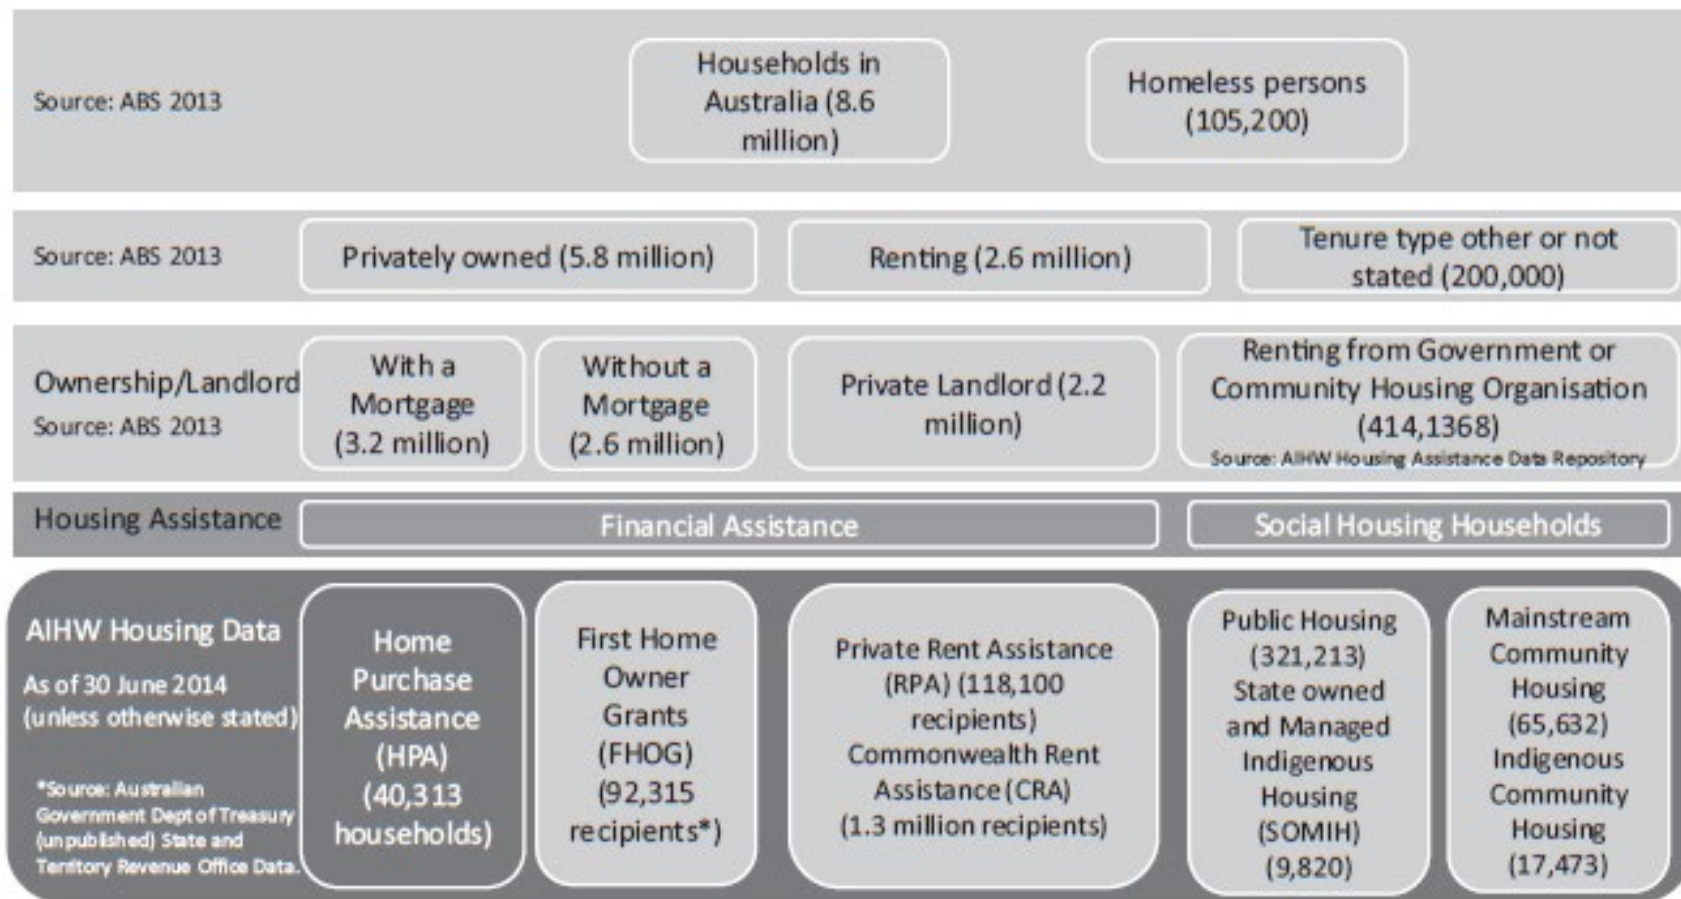 Source: ABS 2013
Households in
Australia (8.6
million)
Homeless persons
(105,200)
Source: ABS 2013
Privately owned (5.8 million)
Renting (2.6 million)
Tenure type other or not
stated (200,000)
Ownership/Landlord
Source: ABS 2013
With a
Mortgage
(3.2 million)
Without a
Mortgage
(2.6 million)
Private Landlord (2.2
million)
Renting from Government or
Community Housing Organisation
(414,1368)
Source: AIHW Housing Assistance Data Repository
Housing Assistance
Financial Assistance
Social Housing Households
AIHW Housing Data
As of 30 June 2014
(unless otherwise stated)
*Source: Australian
Government Dept of Treasury
(unpublished) State and
Territory Revenue Office Data.
Home
Purchase
Assistance
(HPA)
(40,313
households)
First Home
Owner
Grants
(FHOG)
(92,315
recipients*)
Private Rent Assistance
(RPA) (118,100
recipients)
Commonwealth Rent
Assistance (CRA)
(1.3 million recipients)
Public Housing
(321,213)
State owned
and Managed
Indigenous
Housing
(SOMIH)
(9,820)
Mainstream
Community
Housing
(65,632)
Indigenous
Community
Housing
(17,473)